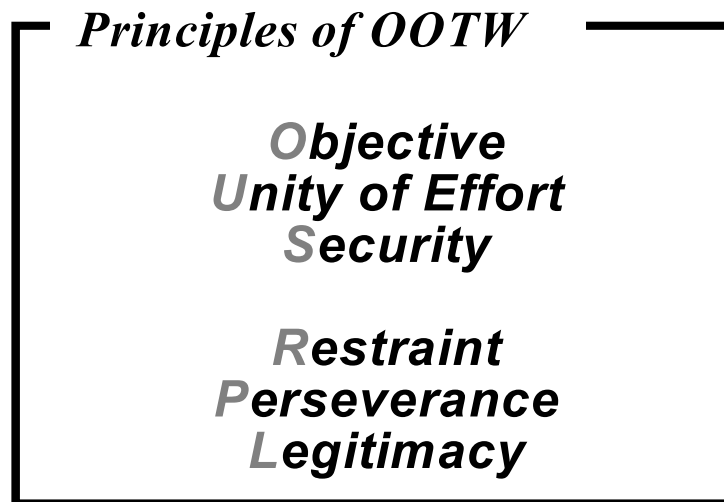 Principles of OOTW
Objective
Unity of Effort
Security
Restraint
Perseverance
Legitimacy